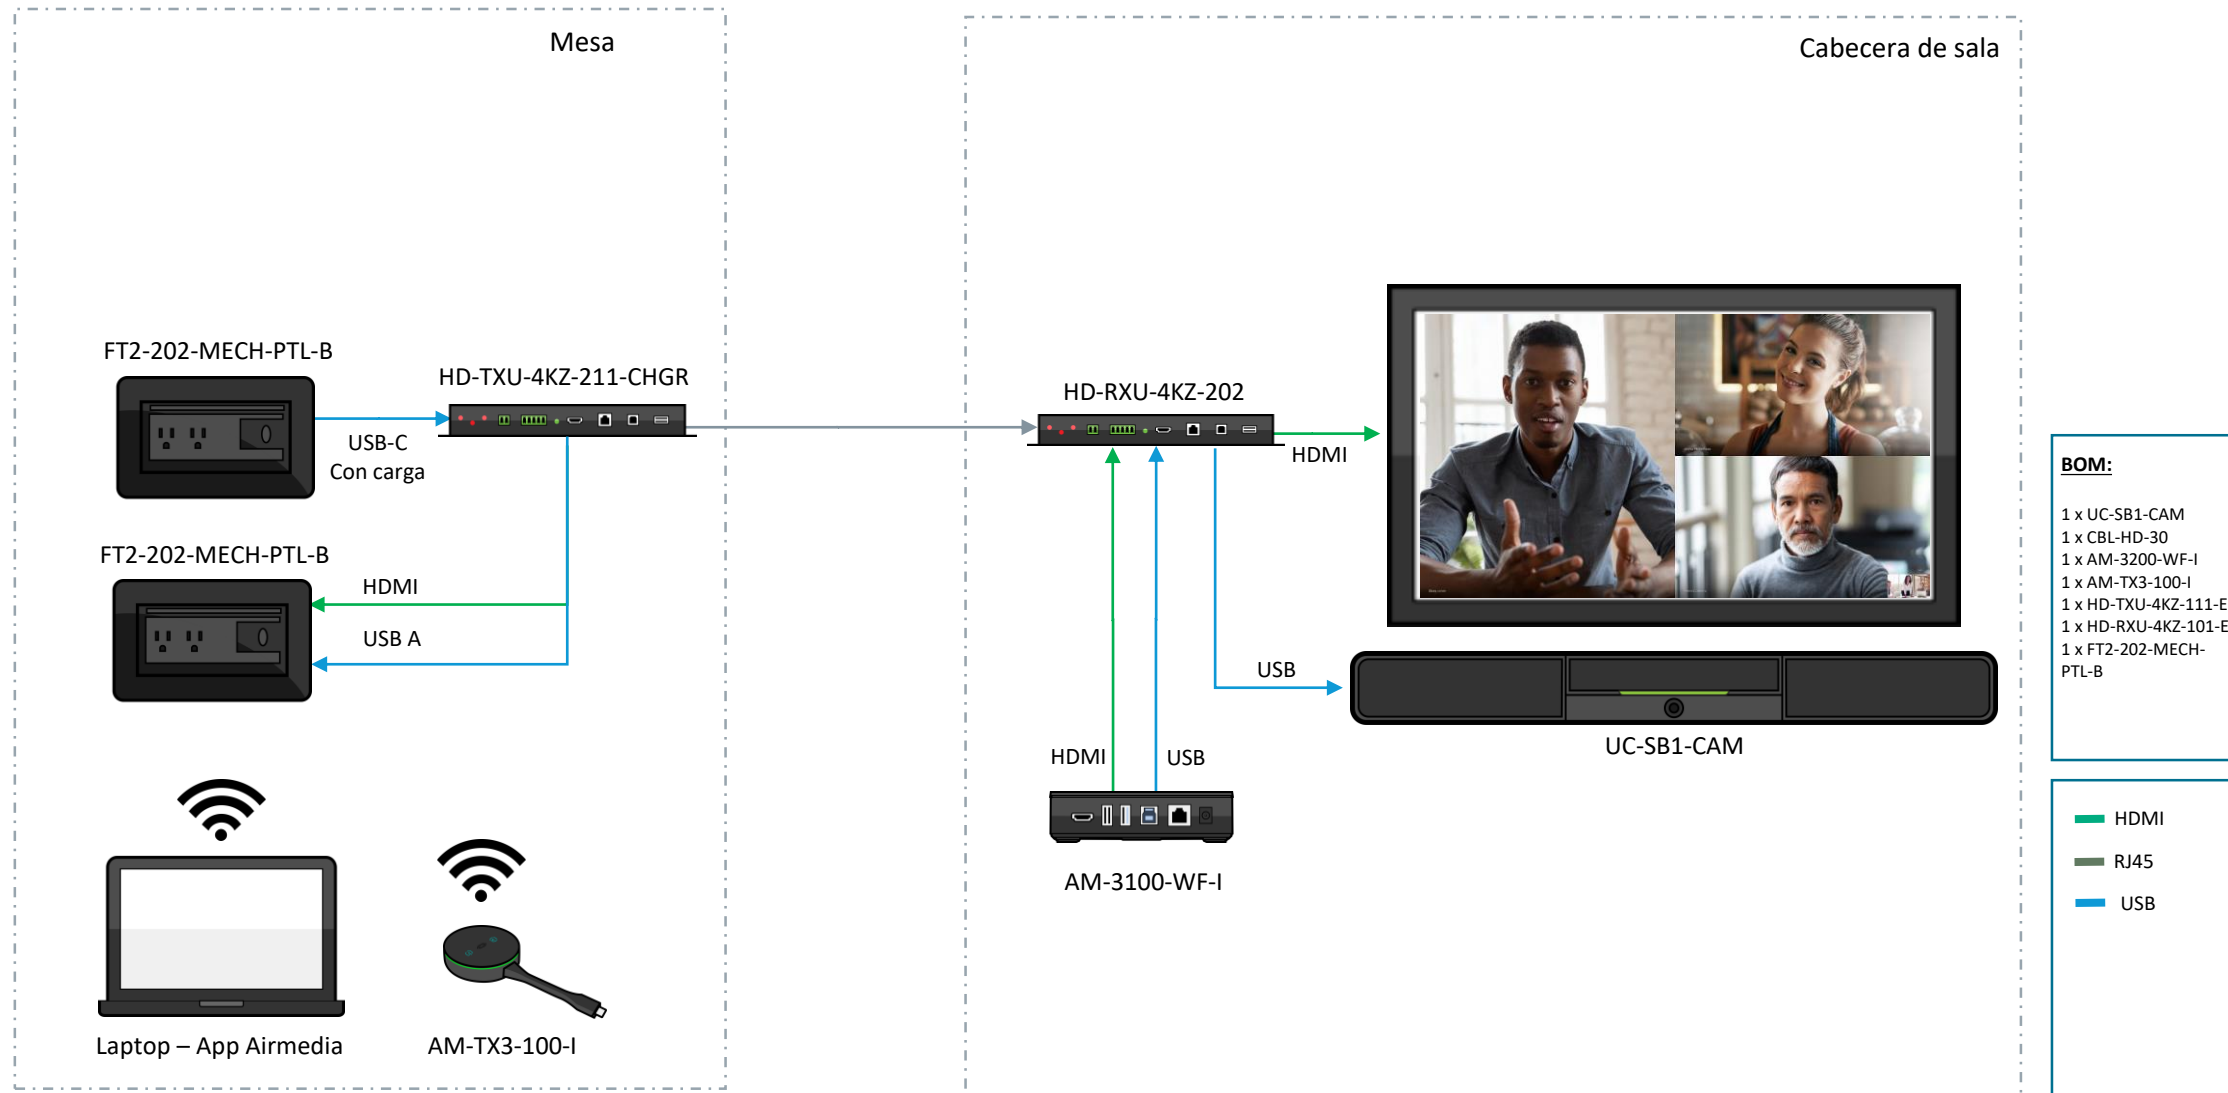 Mesa
Cabecera de sala
FT2-202-MECH-PTL-B
HD-TXU-4KZ-211-CHGR
USB-C
Con carga
HD-RXU-4KZ-202
HDMI
FT2-202-MECH-PTL-B
HDMI
USB A
USB
UC-SB1-CAM
HDMI
USB
AM-3100-WF-I
Laptop – App Airmedia
AM-TX3-100-I
BOM:
1 x UC-SB1-CAM
1 x CBL-HD-30
1 x AM-3200-WF-I
1 x AM-TX3-100-I
1 x HD-TXU-4KZ-111-E
1 x HD-RXU-4KZ-101-E
1 x FT2-202-MECH-
PTL-B
HDMI
RJ45
USB